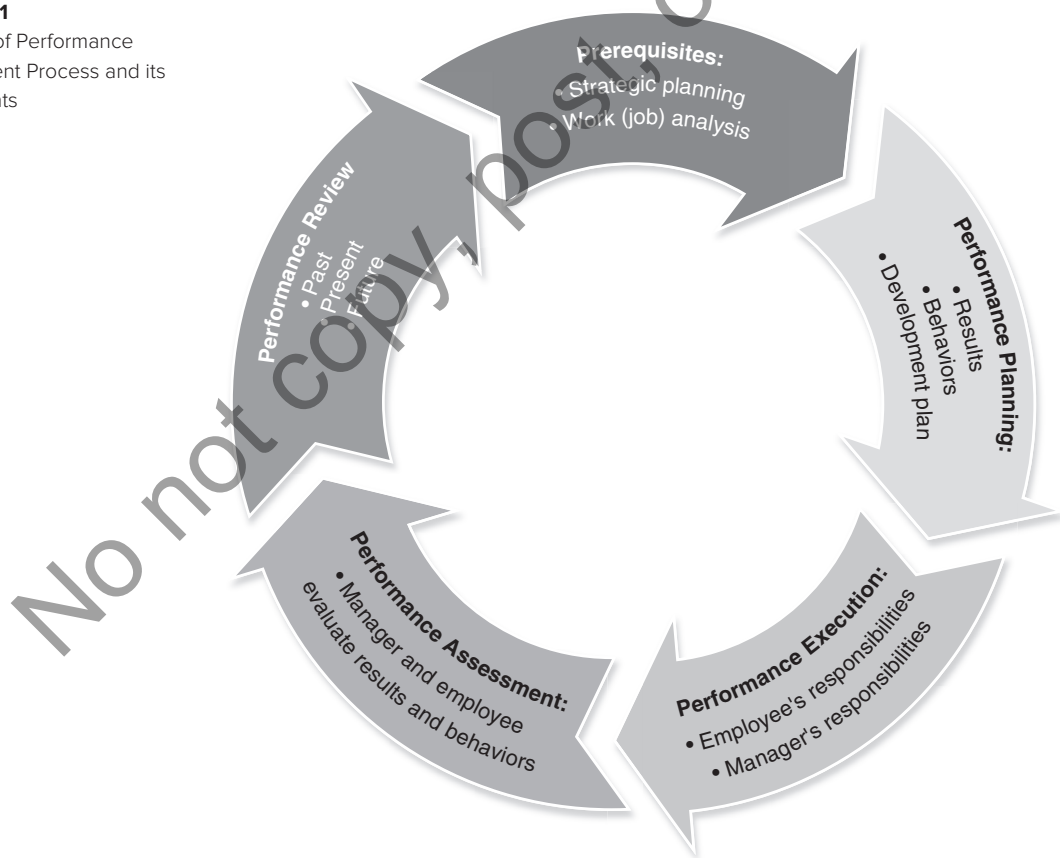 1
of Performance
ent Process and its
ts
Prerequisites:
• Strategic planning
• Work (job) analysis
Performance Planning:
• Results
• Behaviors
• Development plan
Performance Execution:
• Employee's responsibilities
• Manager's responsibilities
Performance Assessment:
• Manager and employee
evaluate results and behaviors
Performance Review
• Past
• Present
• Future
No not copy, post, o